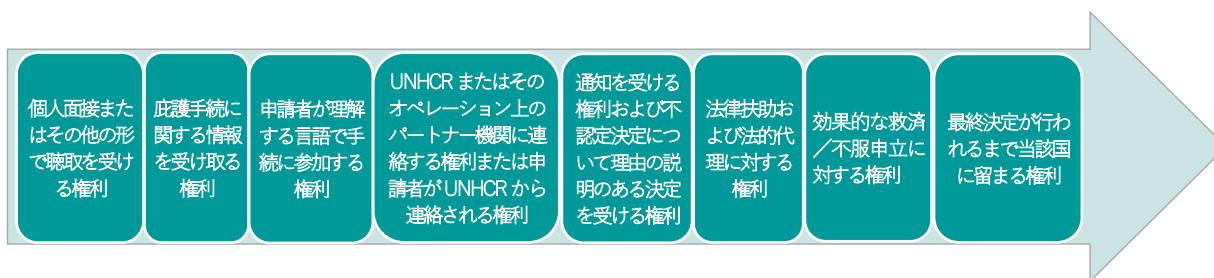 個人面接また
はその他の形
で聴取を受け
る権利
庇護手続に
関する情報
を受け取る
権利
申請者が理解
する言語で手
続に参加する
権利
UNHCR またはその
オペレーション上の
パートナー機関に連
絡する権利または申
請者が UNHCR から
連絡される権利
通知を受ける
権利および不
認定決定につ
いて理由の説
明のある決定
を受ける権利
法律扶助お
よび法的代
理に対する
権利
効果的な救済
／不服申立に
対する権利
最終決定が行わ
れるまで当該国
に留まる権利